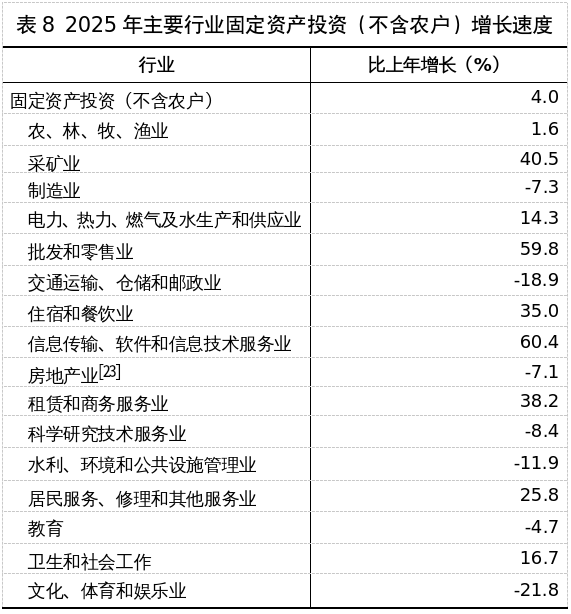 表 8 2025 年主要行业固定资产投资（不含农户）增长速度
行业 比上年增长（%）
固定资产投资（不含农户） 4.0
农、林、牧、渔业 1.6
采矿业 40.5
制造业 -7.3
电力、热力、燃气及水生产和供应业 14.3
批发和零售业 59.8
交通运输、仓储和邮政业 -18.9
住宿和餐饮业 35.0
信息传输、软件和信息技术服务业 60.4
房地产业[23] -7.1
租赁和商务服务业 38.2
科学研究技术服务业 -8.4
水利、环境和公共设施管理业 -11.9
居民服务、修理和其他服务业 25.8
教育 -4.7
卫生和社会工作 16.7
文化、体育和娱乐业 -21.8